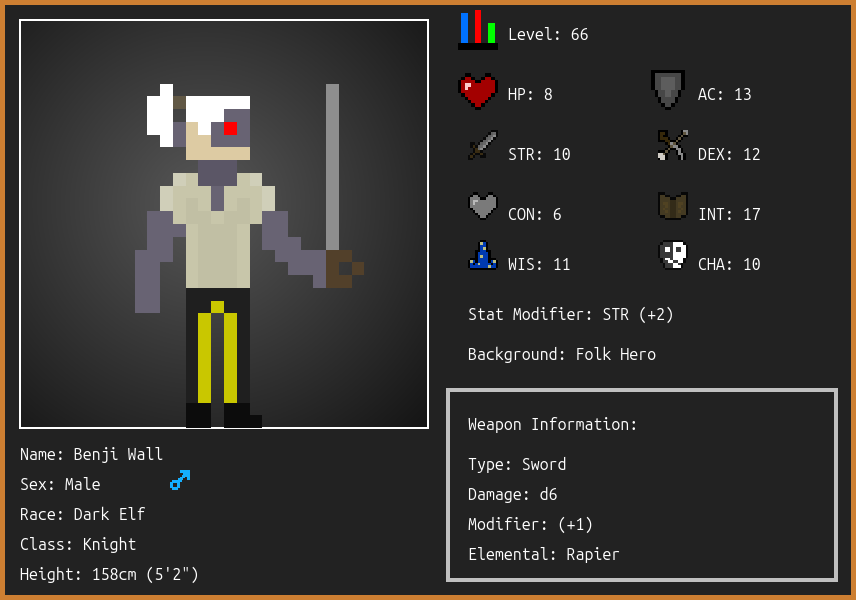 Level: 66
HP: 8
AC: 13
STR: 10
DEX: 12
CON: 6
INT: 17
WIS: 11
CHA: 10
Stat Modifier: STR (+2)
Background: Folk Hero
Weapon Information:
Type: Sword
Damage: d6
Modifier: (+1)
Elemental: Rapier
Name: Benji Wall
Sex: Male
Race: Dark Elf
Class: Knight
Height: 158cm (5'2")